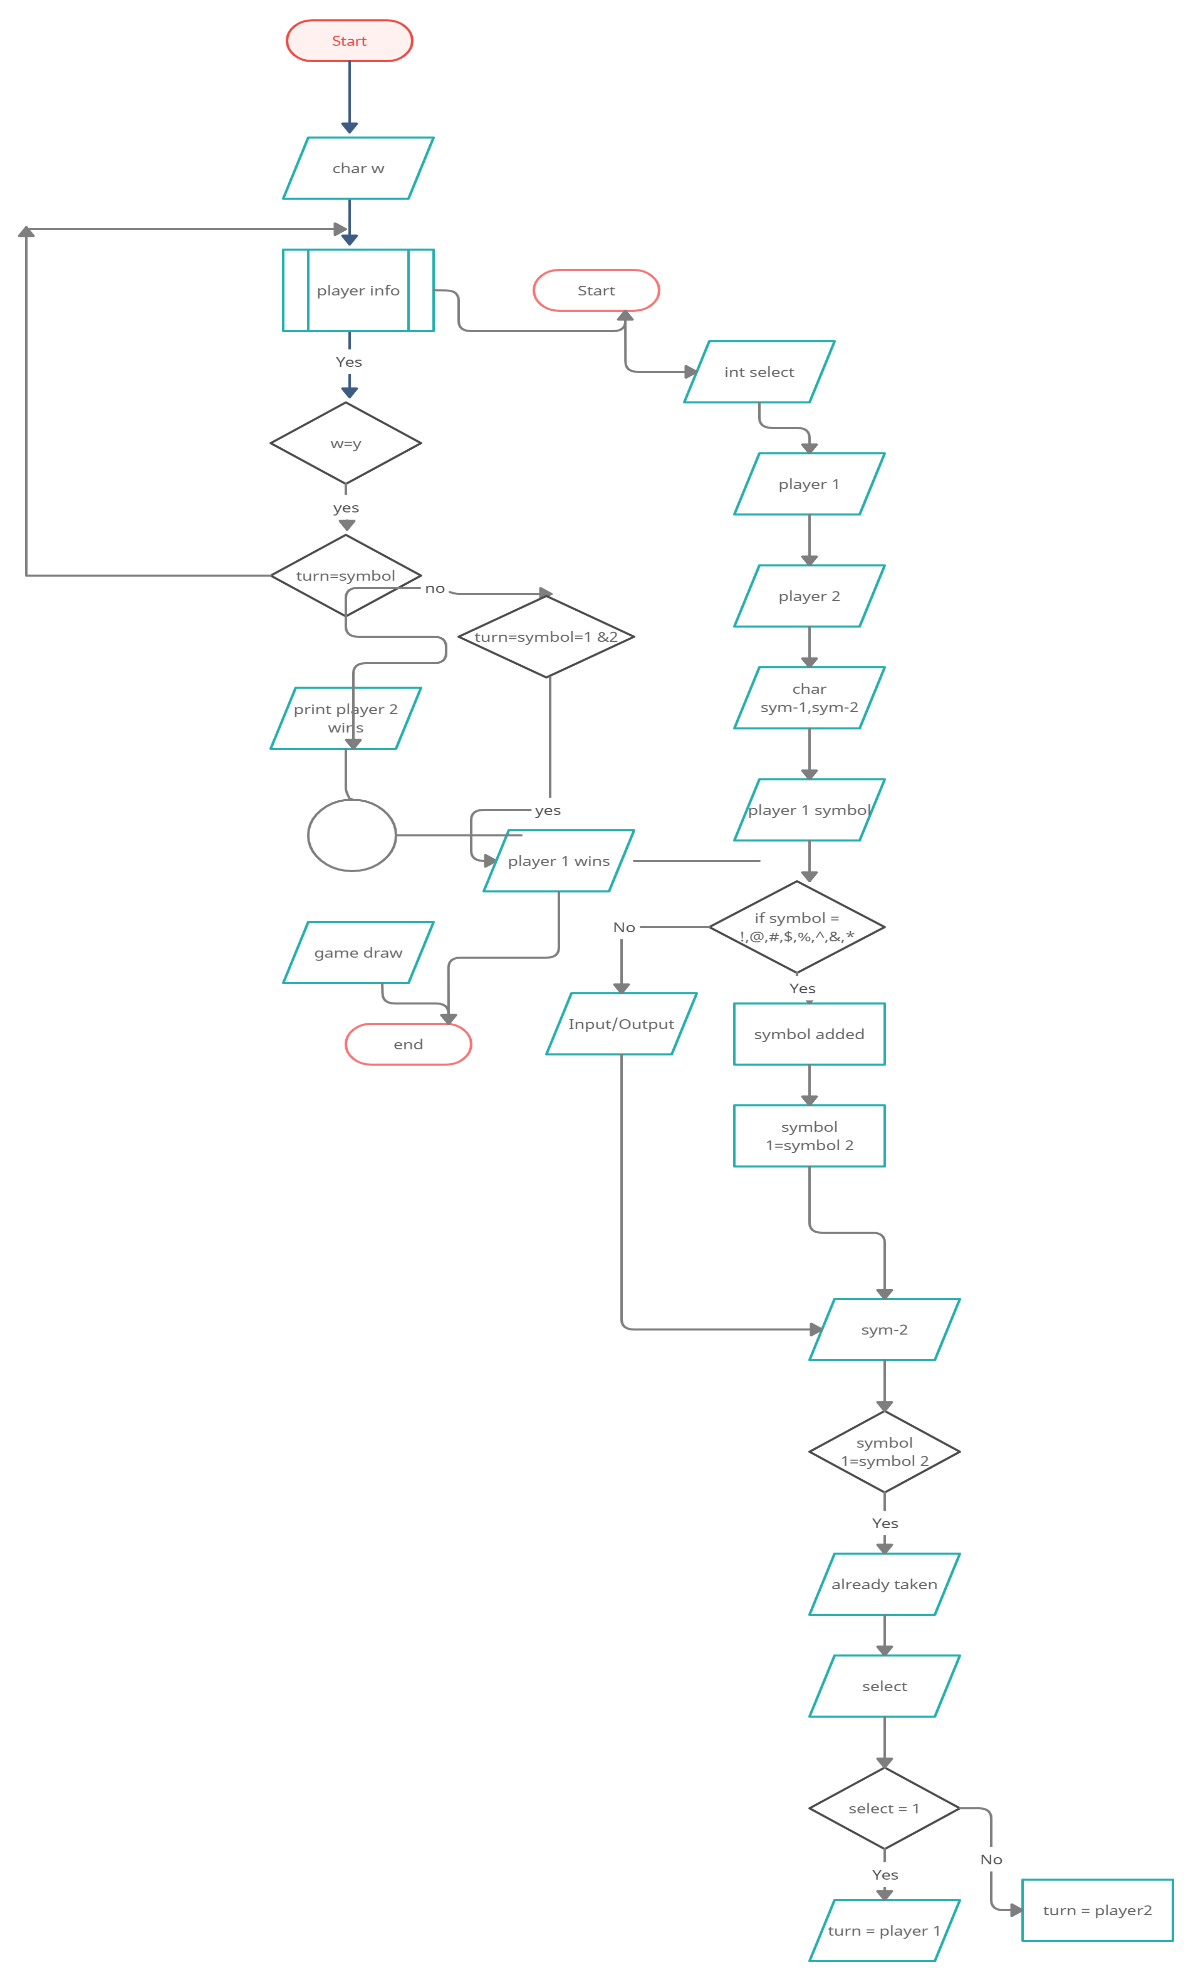 Start
char w
player info
Start
Yes
int select
w=y
player 1
yes
turn=symbol
no
player 2
turn=symbol=1 &2
char
sym-1,sym-2
print player 2
wins
yes
player 1 symbol
player 1 wins
if symbol =
!,@,#,$,%,^,&,*
No
game draw
Yes
Input/Output
symbol added
end
symbol
1=symbol 2
sym-2
symbol
1=symbol 2
Yes
already taken
select
select = 1
No
Yes
turn = player2
turn = player 1